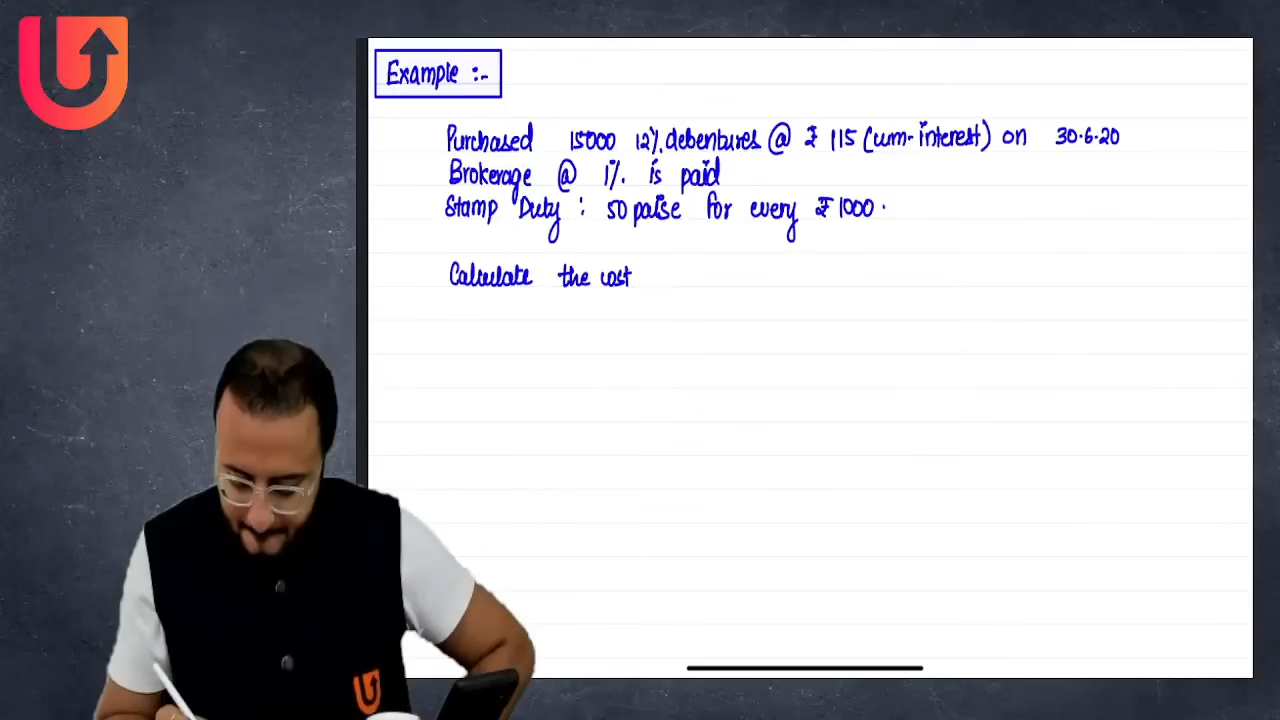 Example :-
Purchased 15000 12% debentures @ ₹ 115 (cum-interest) on 30.6.20
Brokerage @ 1% is paid
Stamp Duty : 50 paise for every ₹ 1000.
Calculate the cost